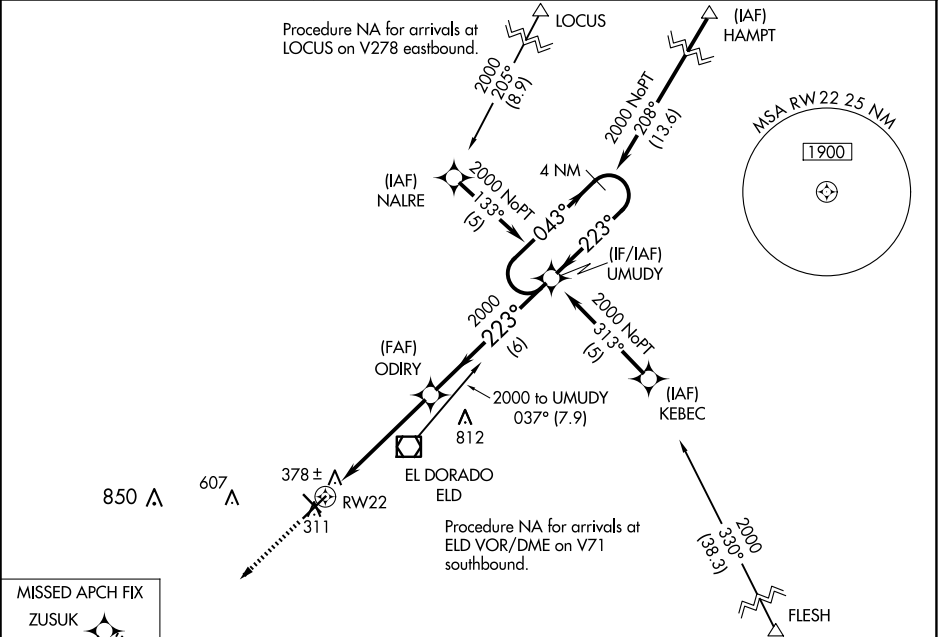 Procedure NA for arrivals at
LOCUS on V278 eastbound.
LOCUS
(IAF)
HAMPT
2000
205°
(8.9)
2000 NoPT
208°
(13.6)
MSA RW22 25 NM
1900
(IAF)
NALRE
2000 NoPT
133°
(5)
4 NM
043°
223°
(IF/IAF)
UMUDY
2000
223°
(6)
2000 NoPT
313°
(5)
(FAF)
ODIRY
(IAF)
KEBEC
2000 to UMUDY
037° (7.9)
812
EL DORADO
ELD
850
607
378 ±
RW22
311
Procedure NA for arrivals at
ELD VOR/DME on V71
southbound.
2000
330°
(38.3)
FLESH
MISSED APCH FIX
ZUSUK